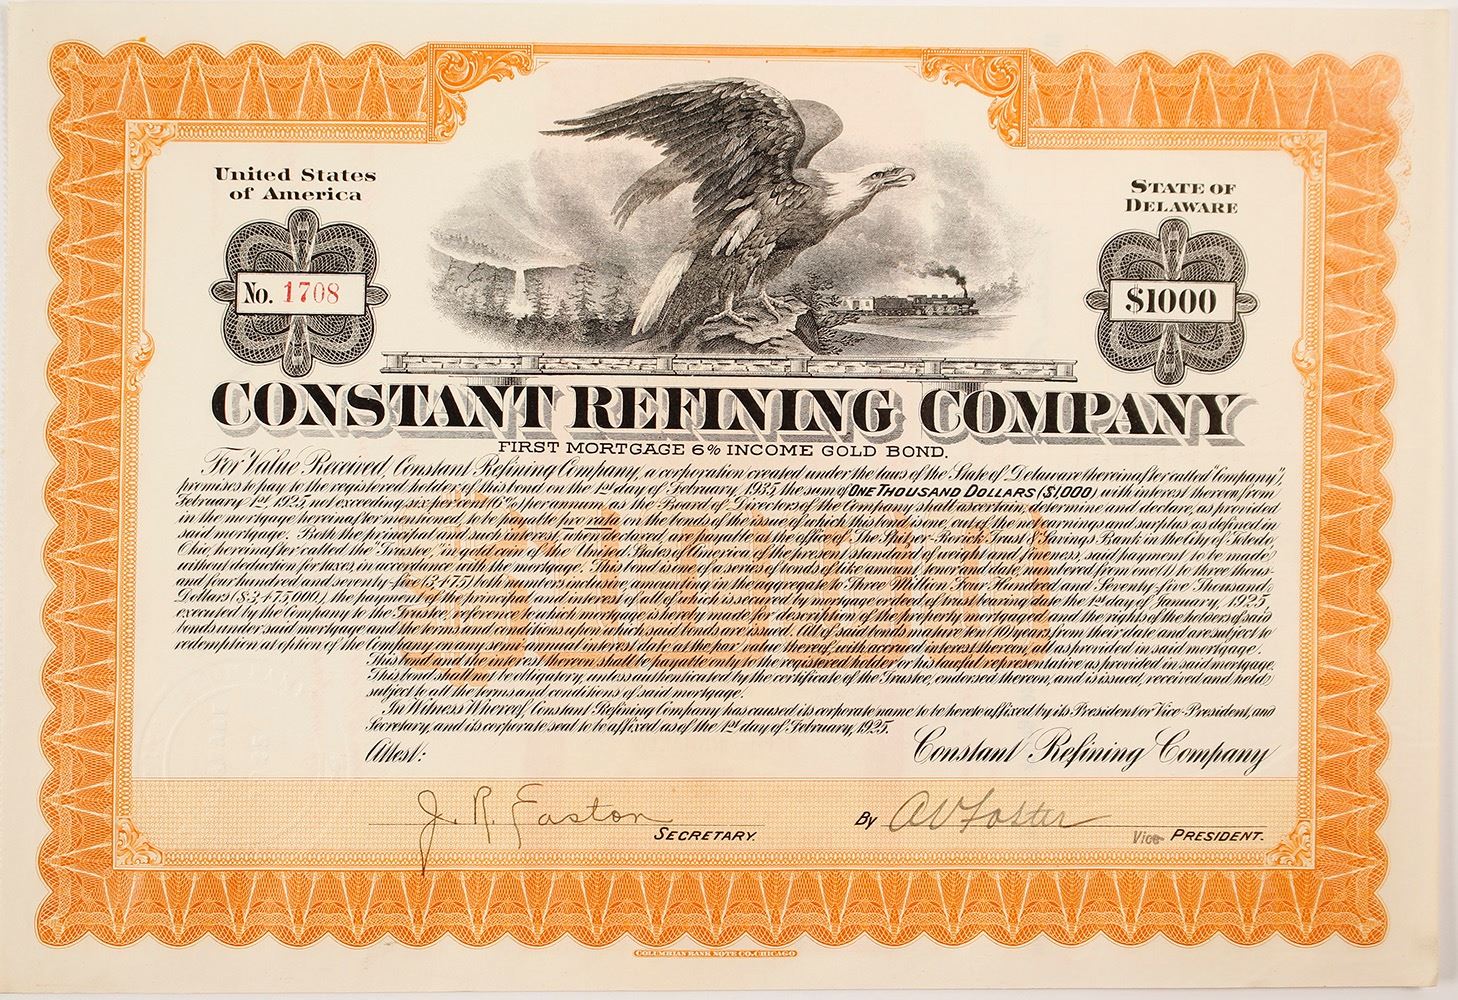 United States
of America
No. 1708
STATE OF
DELAWARE
$1000
CONSTANT REFINING COMPANY
FIRST MORTGAGE 6% INCOME GOLD BOND.
For Value Received, Constant Refining Company, a corporation created under the laws of the State of Delaware (hereinafter called "Company"),
promises to pay to the registered holder of this bond on the 1st day of February, 1935, the sum of ONE THOUSAND DOLLARS ($1,000) with interest thereon from
February 1st, 1925, not exceeding six per cent (6%) per annum, as the Board of Directors of the Company shall ascertain, determine and declare, as provided
in the mortgage hereinafter mentioned, to be payable pro rata on the bonds of the issue of which this bond is one, out of the net earnings and surplus as defined in
said mortgage. Both the principal and such interest, when declared, are payable at the office of The Spitzer-Rorick Trust & Savings Bank in the City of Toledo,
Ohio, hereinafter called the Trustee, in gold coin of the United States of America of the present standard of weight and fineness, said payment to be made
without deduction for taxes, in accordance with the mortgage. This bond is one of a series of bonds of like amount, tenor and date, numbered from one (1) to three thous-
and four hundred and seventy-five (3475) both numbers inclusive, amounting in the aggregate to Three Million Four Hundred and Seventy-five Thousand
Dollars ($3,475,000), the payment of the principal and interest of all of which is secured by mortgage or deed of trust bearing date the 1st day of January, 1925
executed by the Company to the Trustee, reference to which mortgage is hereby made for description of the property mortgaged and the rights of the holders of said
bonds under said mortgage and the terms and conditions upon which said bonds are issued. All of said bonds mature ten (10) years from their date and are subject to
redemption at option of the Company on any semi annual interest date at the par value thereof, with accrued interest thereon, all as provided in said mortgage.
This bond and the interest thereon shall be payable only to the registered holder or his lawful representative as provided in said mortgage.
This bond shall not be obligatory, unless authenticated by the certificate of the Trustee, endorsed thereon, and is issued, received and held
subject to all the terms and conditions of said mortgage.
In Witness Whereof, Constant Refining Company has caused its corporate name to be hereto affixed by its President or Vice-President, and
Secretary, and its corporate seal to be affixed as of the 1st day of February, 1925.
Attest:
Constant Refining Company
J. R. Easton
SECRETARY.
By A V Foster
Vice PRESIDENT.
COLUMBIAN BANK NOTE CO. CHICAGO